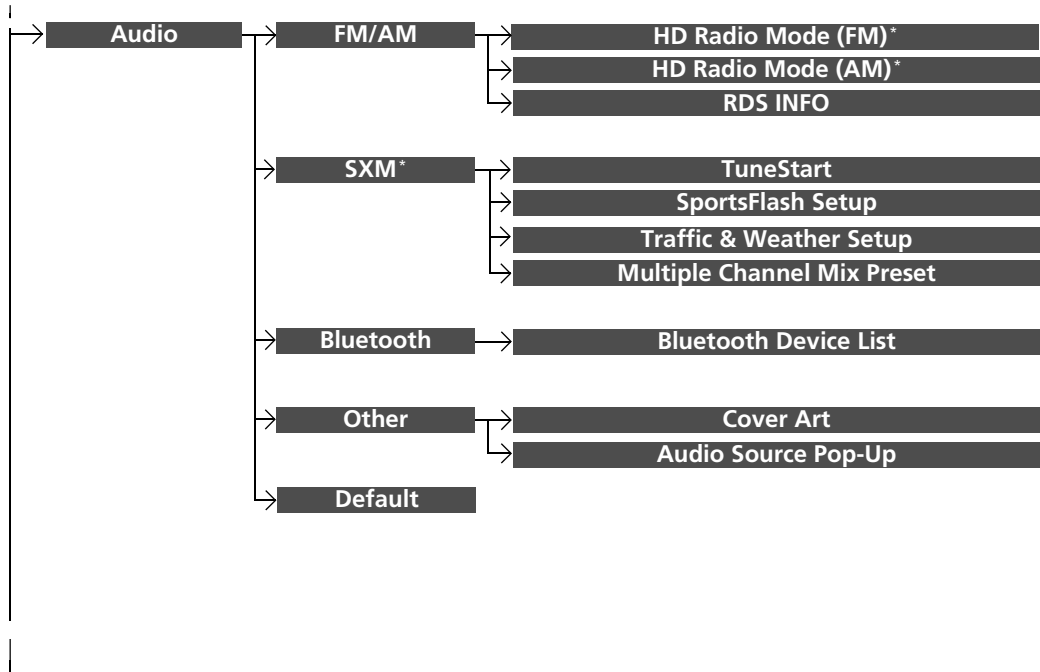 Audio
FM/AM
HD Radio Mode (FM)*
HD Radio Mode (AM)*
RDS INFO
SXM*
TuneStart
SportsFlash Setup
Traffic & Weather Setup
Multiple Channel Mix Preset
Bluetooth
Bluetooth Device List
Other
Cover Art
Audio Source Pop-Up
Default